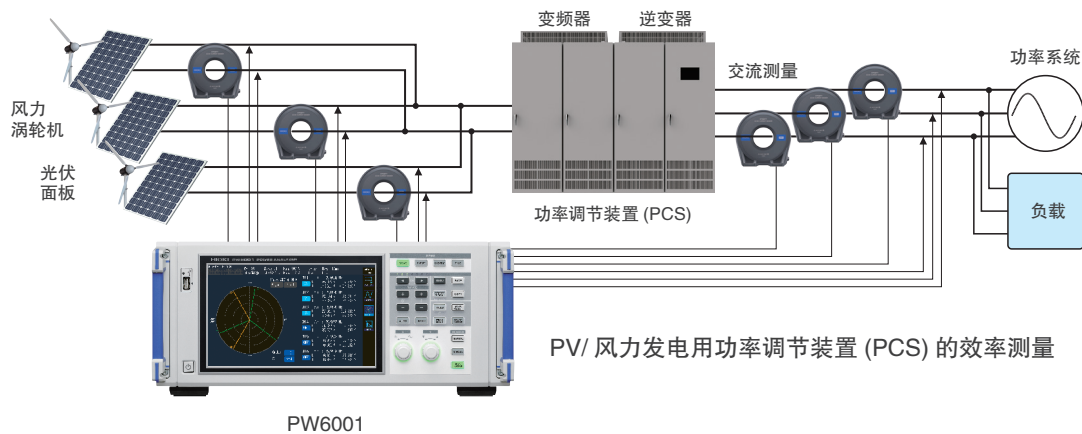 变频器 逆变器
交流测量
功率系统
风力
涡轮机
光伏
面板
功率调节装置 (PCS)
负载
HIOKI
PV/ 风力发电用功率调节装置 (PCS) 的效率测量
PW6001